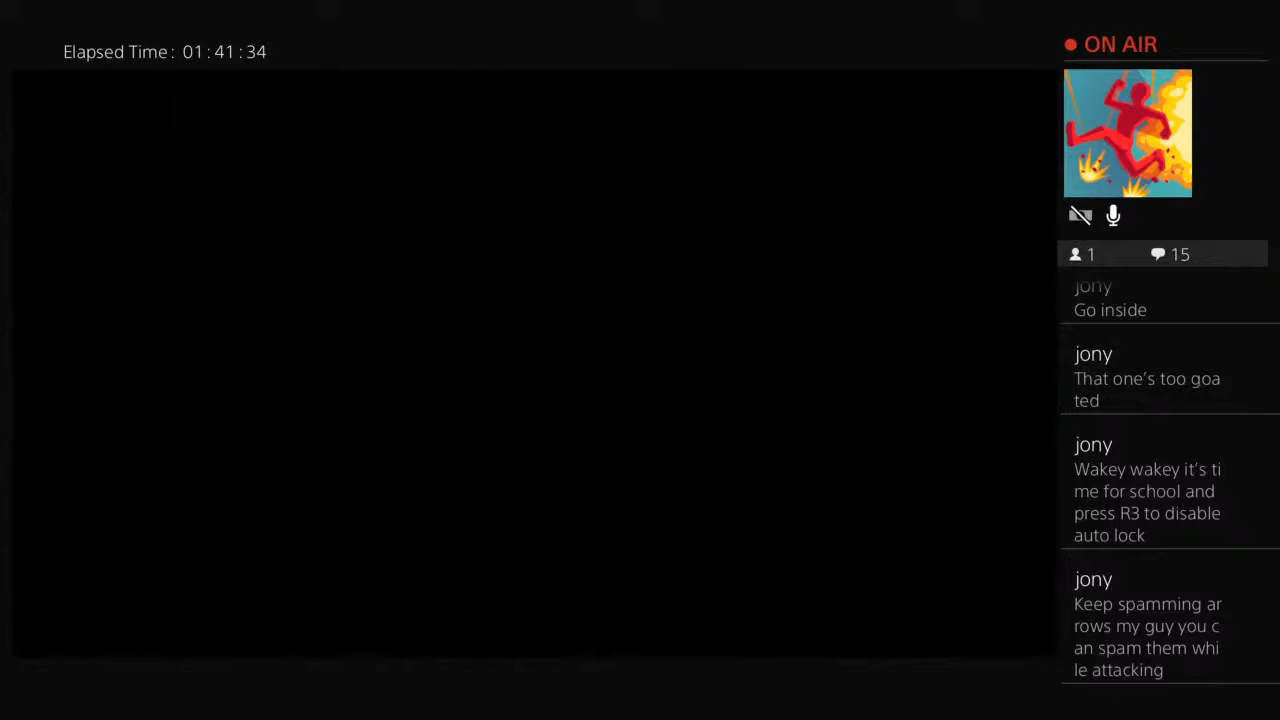 Elapsed Time: 01:41:34
ON AIR
1 15
jony
Go inside
jony
That one's too goa
ted
jony
Wakey wakey it's ti
me for school and
press R3 to disable
auto lock
jony
Keep spamming ar
rows my guy you c
an spam them whi
le attacking